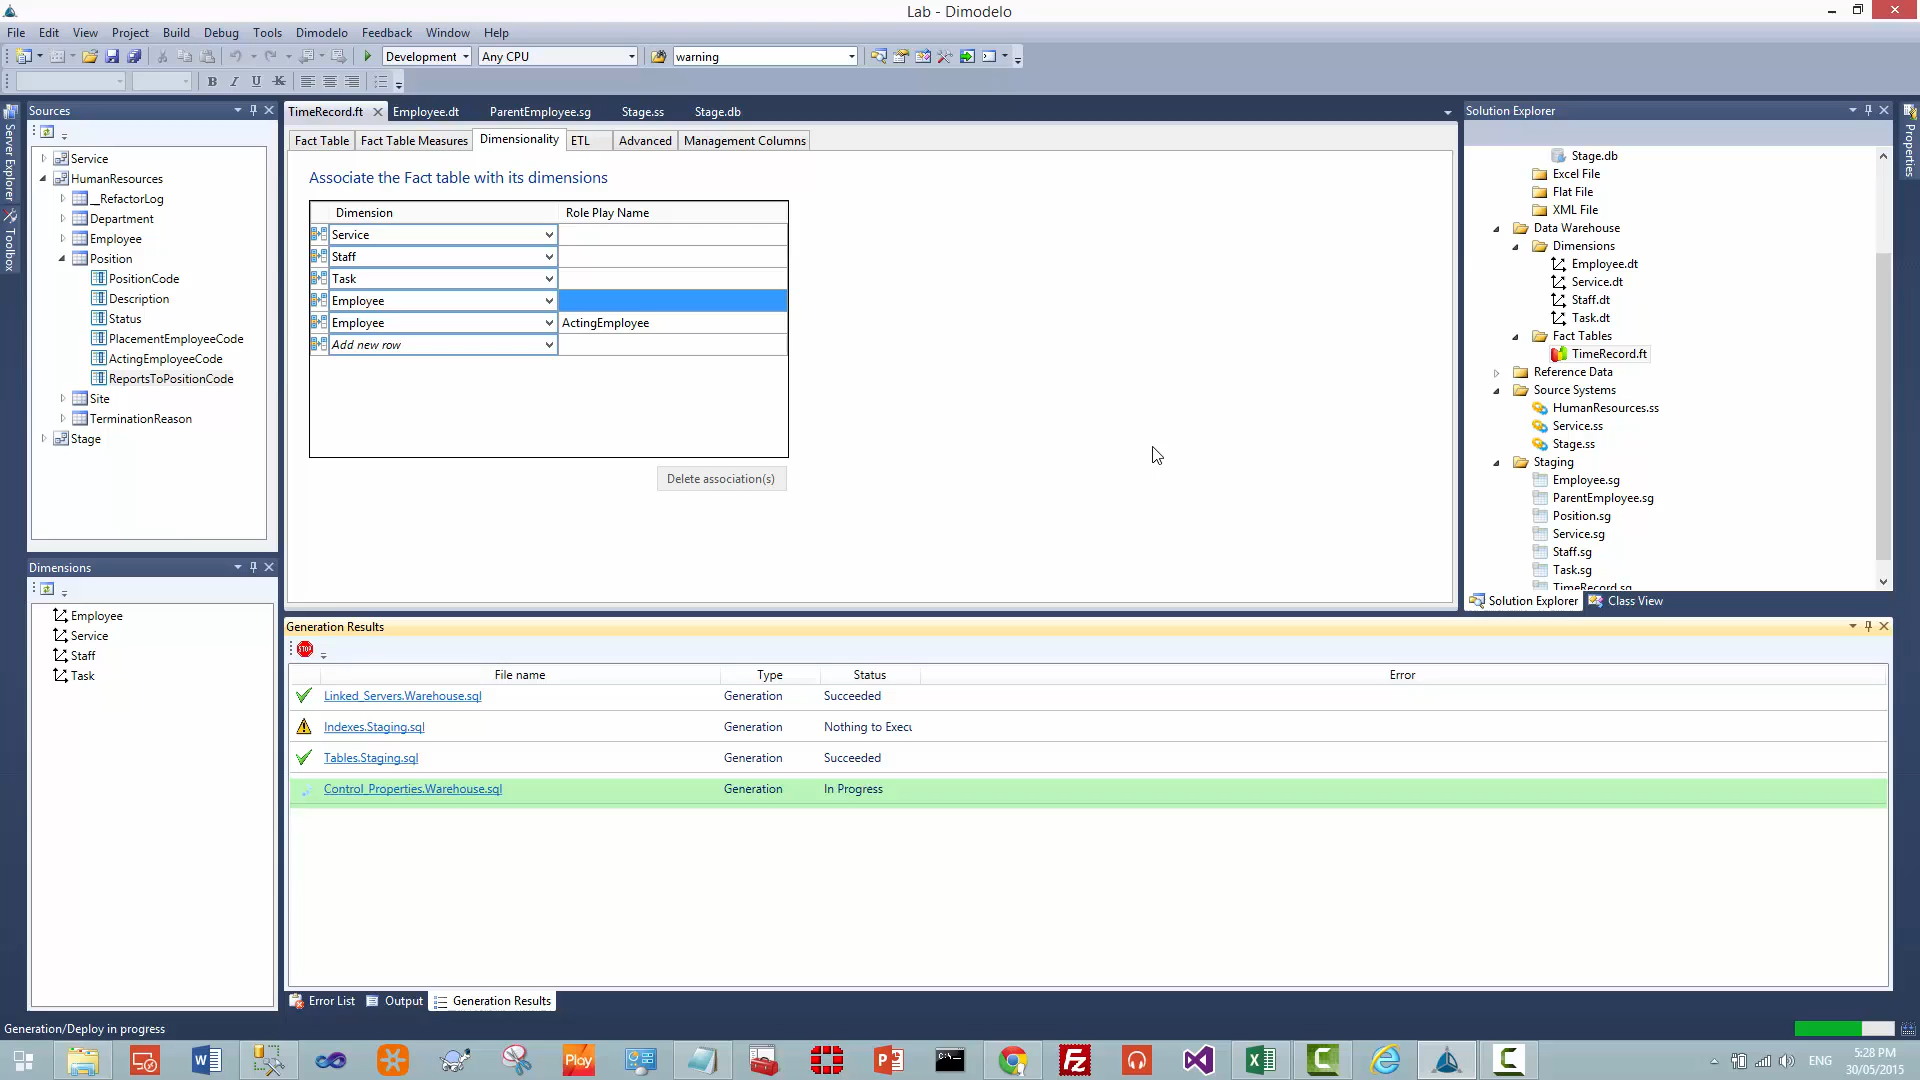 Lab - Dimodelo
File Edit View Project Build Debug Tools Dimodelo Feedback Window Help
Development Any CPU warning
B I U
Sources
Service
HumanResources
__RefactorLog
Department
Employee
Position
PositionCode
Description
Status
PlacementEmployeeCode
ActingEmployeeCode
ReportsToPositionCode
Site
TerminationReason
Stage
Server Explorer
Toolbox
Dimensions
Employee
Service
Staff
Task
TimeRecord.ft Employee.dt ParentEmployee.sg Stage.ss Stage.db
Fact Table Fact Table Measures Dimensionality ETL Advanced Management Columns
Associate the Fact table with its dimensions
Dimension Role Play Name
Service
Staff
Task
Employee
Employee ActingEmployee
Add new row
Delete association(s)
Solution Explorer
Stage.db
Excel File
Flat File
XML File
Data Warehouse
Dimensions
Employee.dt
Service.dt
Staff.dt
Task.dt
Fact Tables
TimeRecord.ft
Reference Data
Source Systems
HumanResources.ss
Service.ss
Stage.ss
Staging
Employee.sg
ParentEmployee.sg
Position.sg
Service.sg
Staff.sg
Task.sg
TimeRecord.sg
Solution Explorer Class View
Properties
Generation Results
STOP
File name Type Status Error
Linked_Servers.Warehouse.sql Generation Succeeded
Indexes.Staging.sql Generation Nothing to Execu
Tables.Staging.sql Generation Succeeded
Control_Properties.Warehouse.sql Generation In Progress
Error List Output Generation Results
Generation/Deploy in progress
Play
ENG
5:28 PM
30/05/2015